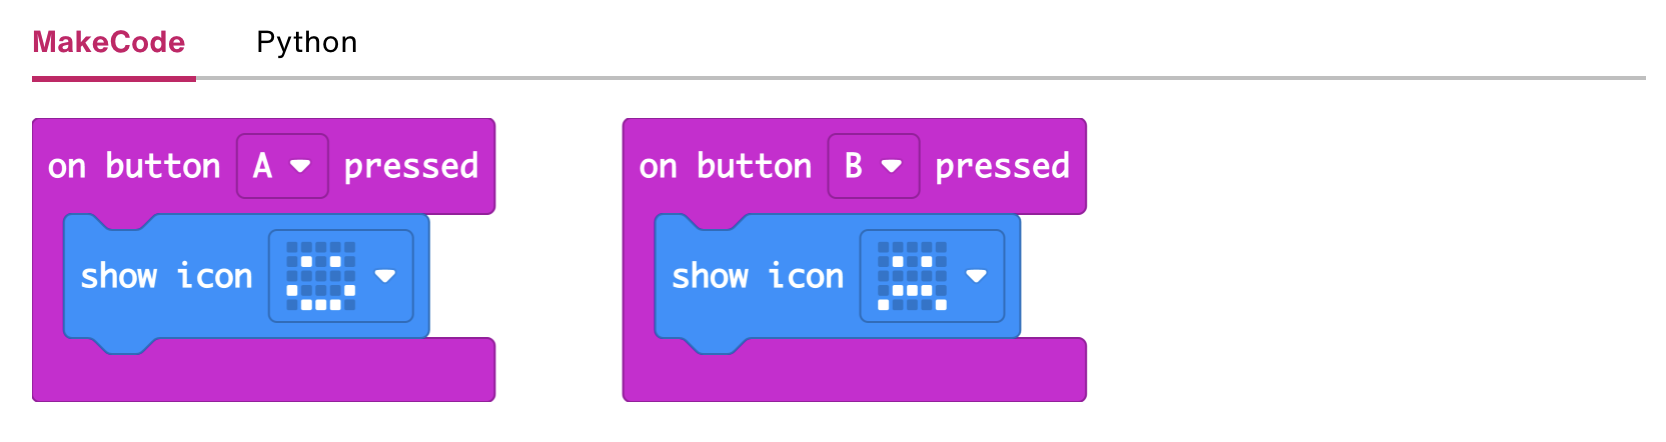 MakeCode Python
on button A pressed
show icon
on button B pressed
show icon